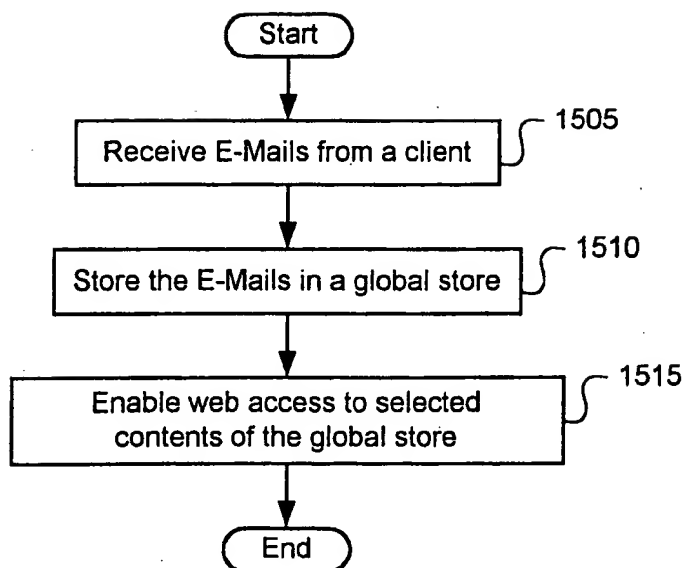 Start
Receive E-Mails from a client
1505
Store the E-Mails in a global store
1510
Enable web access to selected
contents of the global store
1515
End